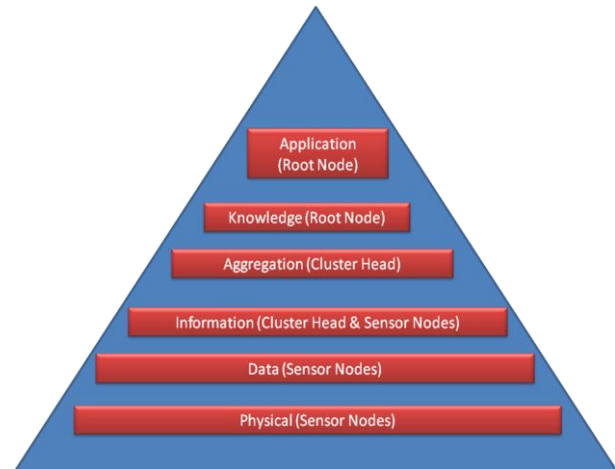 Application
(Root Node)
Knowledge (Root Node)
Aggregation (Cluster Head)
Information (Cluster Head & Sensor Nodes)
Data (Sensor Nodes)
Physical (Sensor Nodes)